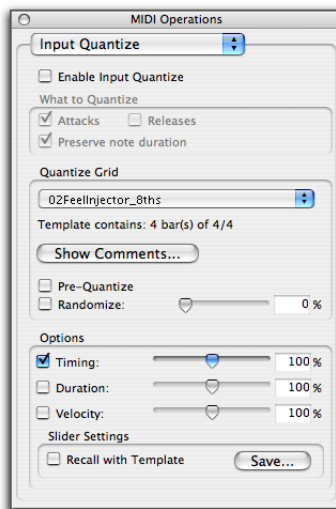 MIDI Operations
Input Quantize
Enable Input Quantize
What to Quantize
Attacks Releases
Preserve note duration
Quantize Grid
02FeelInjector_8ths
Template contains: 4 bar(s) of 4/4
Show Comments...
Pre-Quantize
Randomize: 0 %
Options
Timing: 100 %
Duration: 100 %
Velocity: 100 %
Slider Settings
Recall with Template Save...